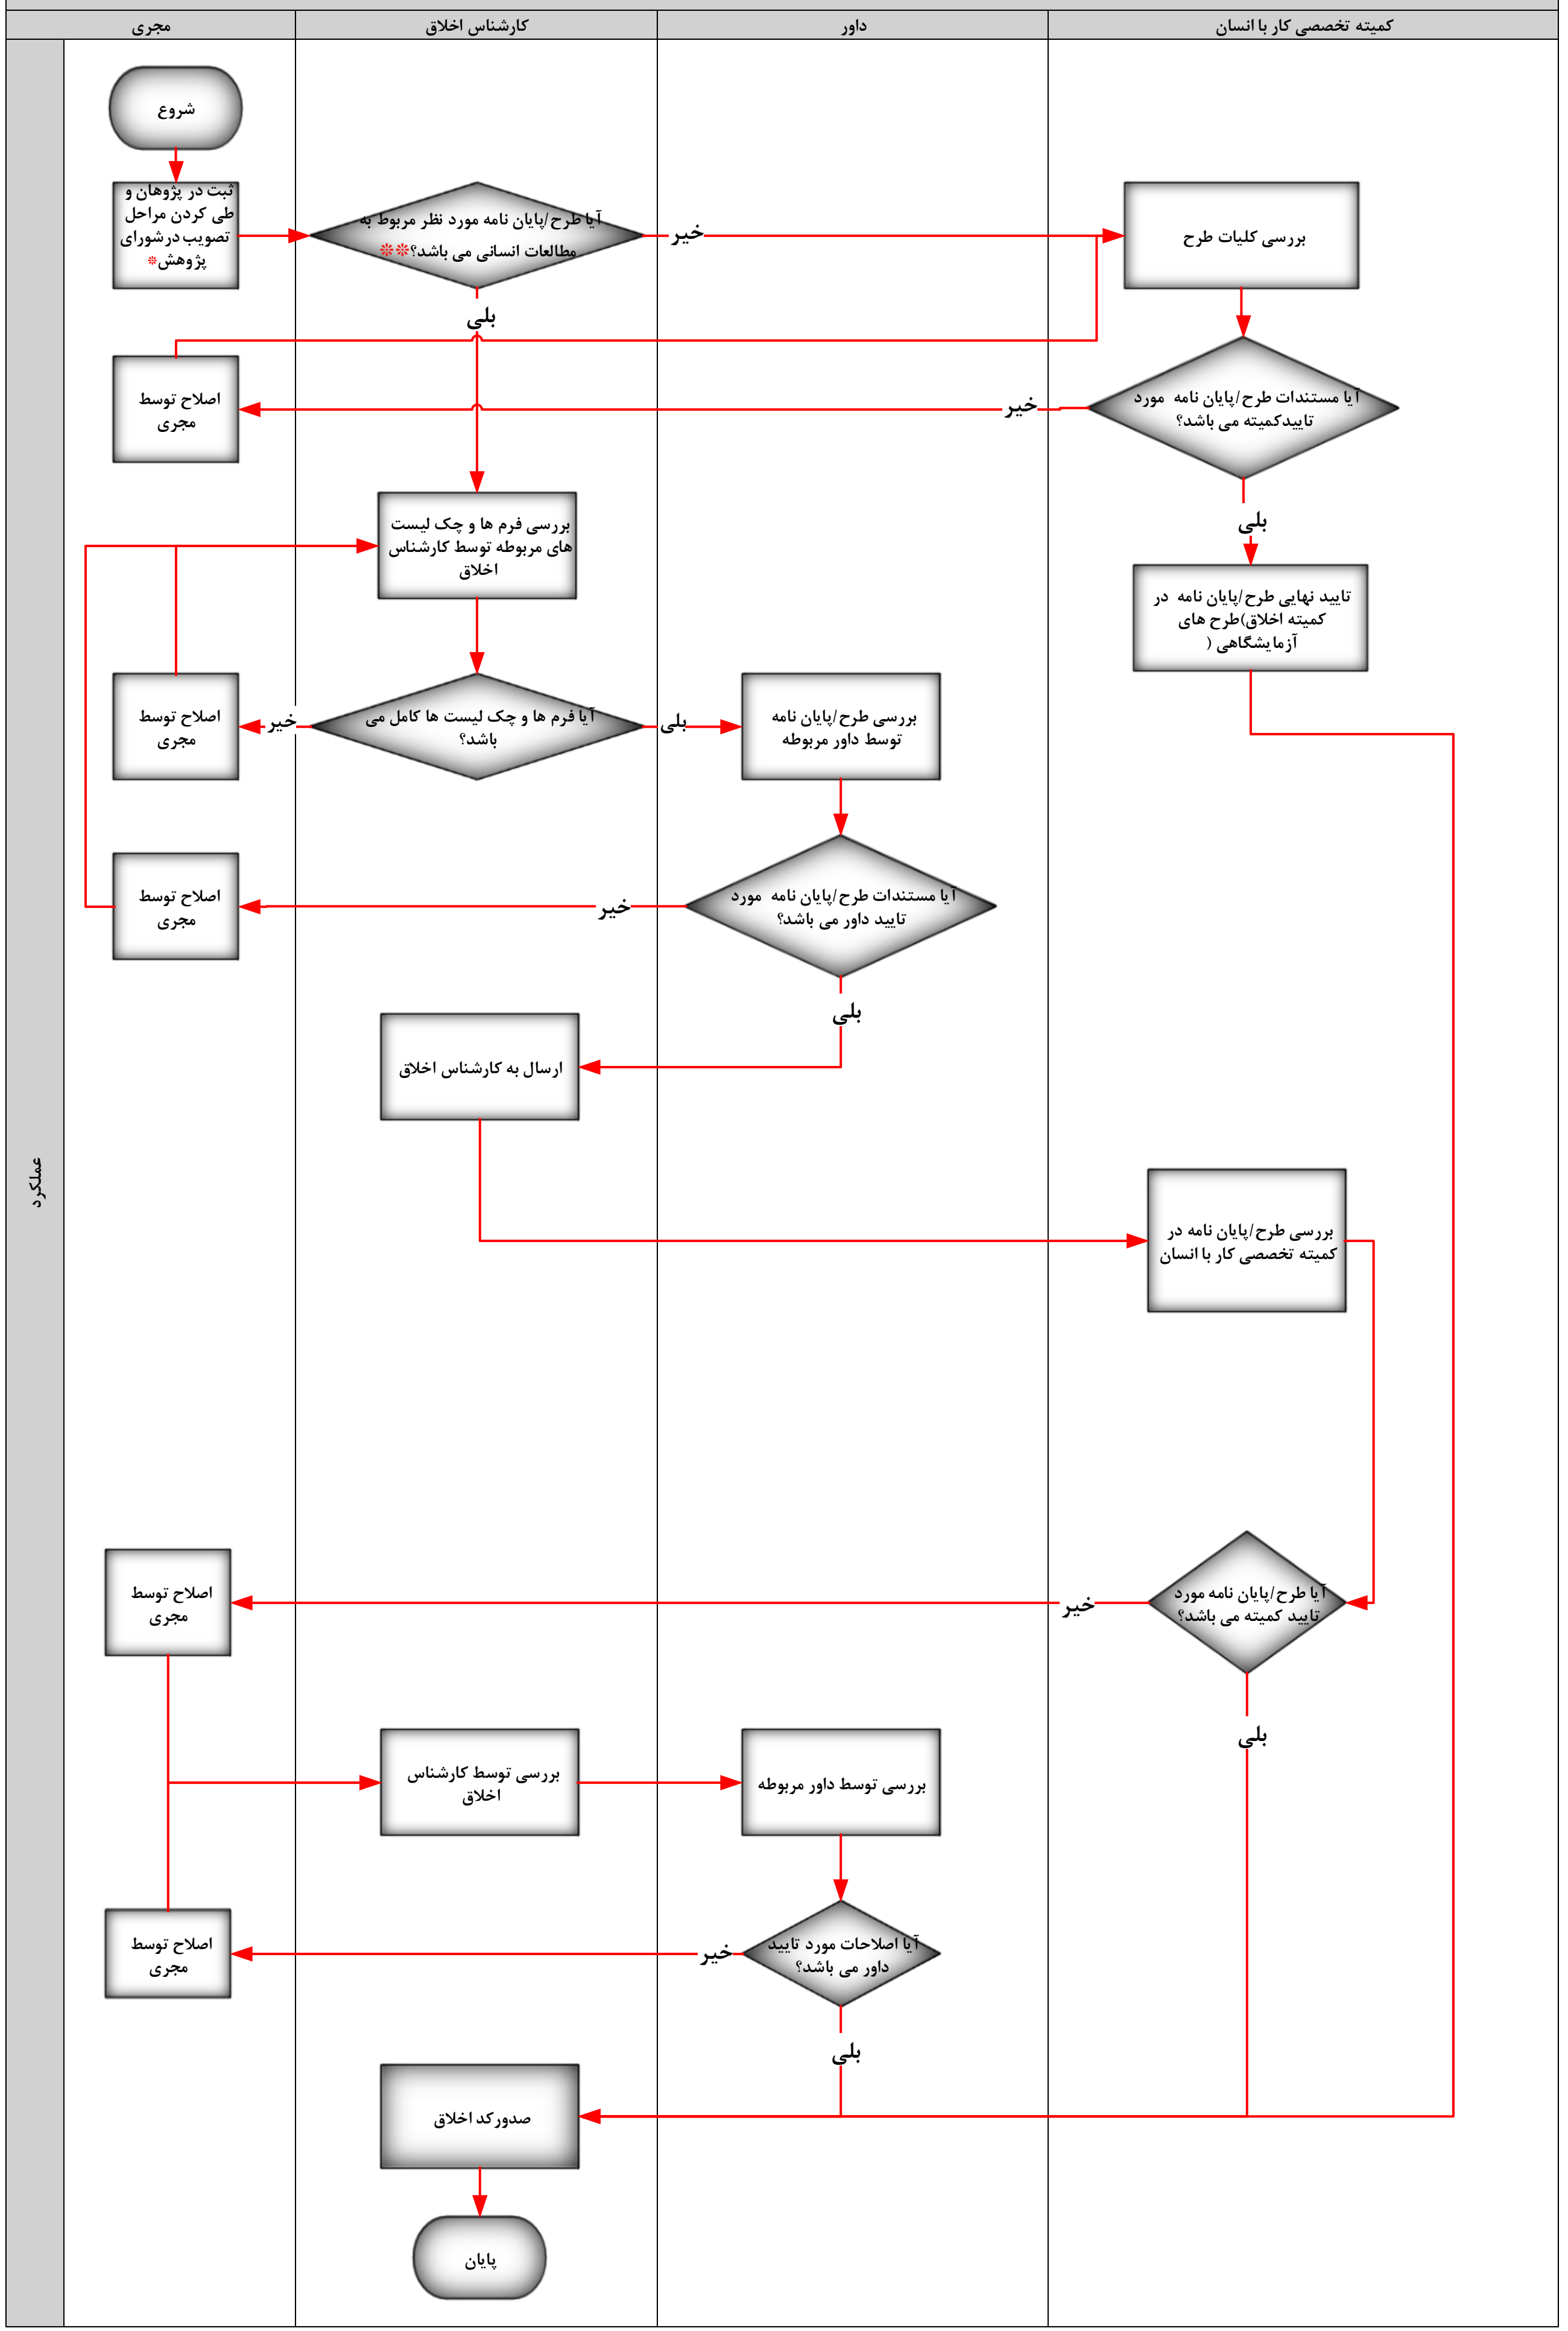 کمیته تخصصی کار با انسان
داور
کارشناس اخلاق
مجری
عملکرد
شروع
ثبت در پژوهان و
طی کردن مراحل
تصویب درشورای
پژوهش*
آیا طرح/پایان نامه مورد نظر مربوط به
مطالعات انسانی می باشد؟**
خیر
بلی
بررسی کلیات طرح
آیا مستندات طرح/پایان نامه مورد
تاییدکمیته می باشد؟
خیر
بلی
اصلاح توسط
مجری
تایید نهایی طرح/پایان نامه در
کمیته اخلاق)طرح های
آزمایشگاهی (
بررسی فرم ها و چک لیست
های مربوطه توسط کارشناس
اخلاق
آیا فرم ها و چک لیست ها کامل می
باشد؟
خیر
بلی
اصلاح توسط
مجری
بررسی طرح/پایان نامه
توسط داور مربوطه
آیا مستندات طرح/پایان نامه مورد
تایید داور می باشد؟
خیر
بلی
اصلاح توسط
مجری
ارسال به کارشناس اخلاق
بررسی طرح/پایان نامه در
کمیته تخصصی کار با انسان
آیا طرح/پایان نامه مورد
تایید کمیته می باشد؟
خیر
بلی
اصلاح توسط
مجری
بررسی توسط کارشناس
اخلاق
بررسی توسط داور مربوطه
آیا اصلاحات مورد تایید
داور می باشد؟
خیر
بلی
اصلاح توسط
مجری
صدورکد اخلاق
پایان